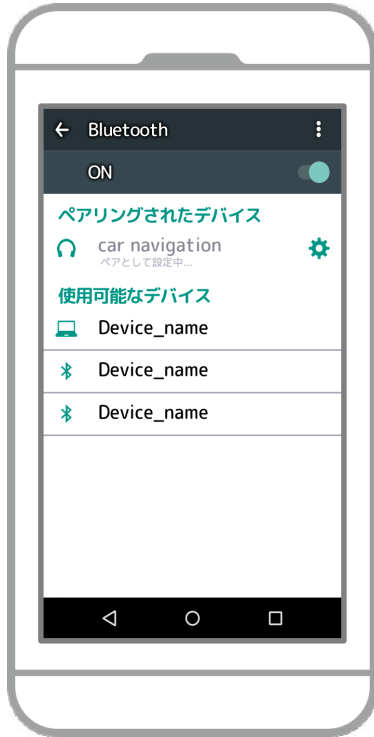 Bluetooth
ON
ペアリングされたデバイス
car navigation
ペアとして設定中...
使用可能なデバイス
Device_name
Device_name
Device_name